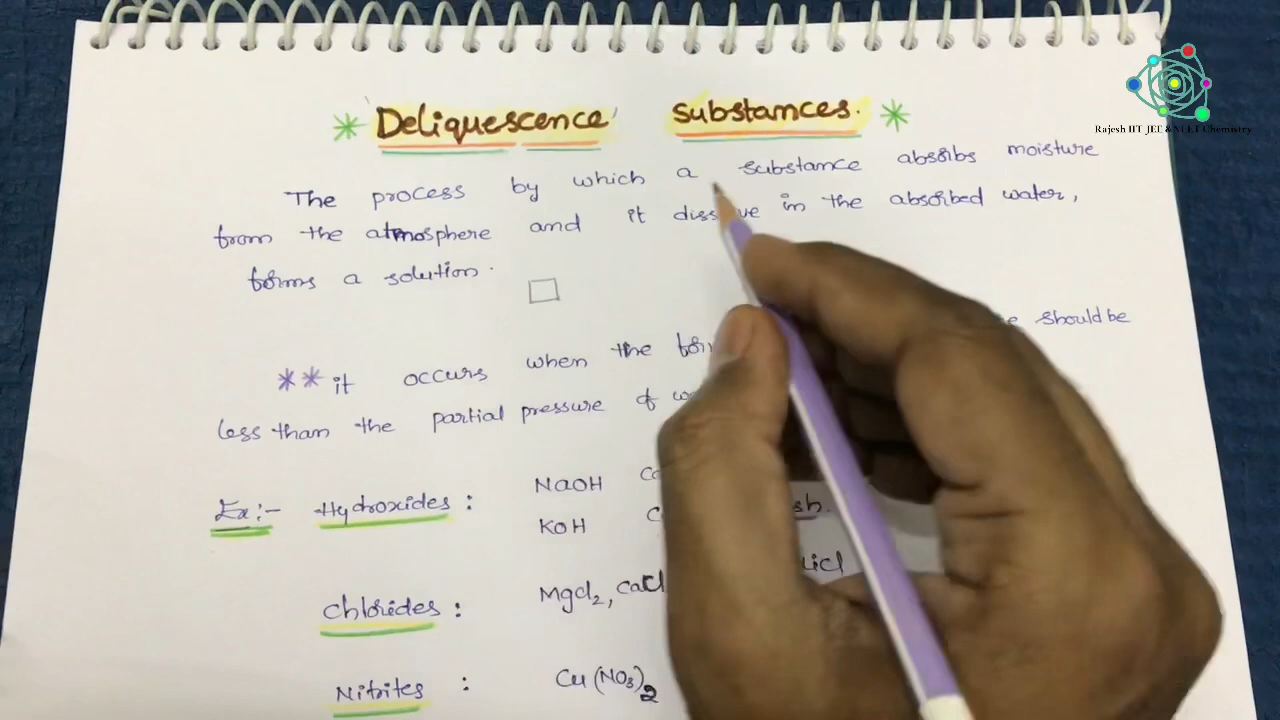 Deliquescence substances.
Rajesh IIT JEE & NEET Chemistry
The process by which a substance absorbs moisture
from the atmosphere and it in the absorbed water,
forms a solution.
** it occurs when the should be
less than the partial pressure of
Ex:- Hydroxides : NaOH
KOH
Chlorides : MgCl2,
Nitrites : Cu(NO3)2